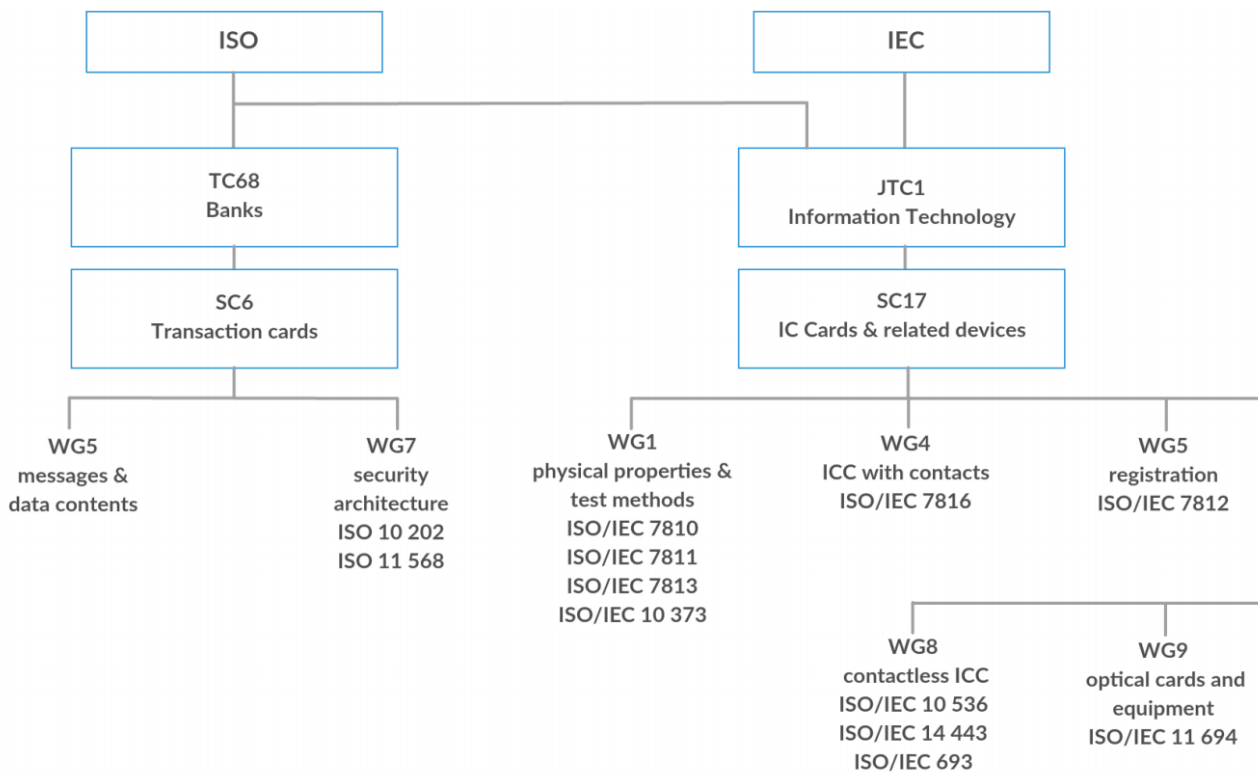 ISO
IEC
TC68
Banks
JTC1
Information Technology
SC6
Transaction cards
SC17
IC Cards & related devices
WG5
messages &
data contents
WG7
security
architecture
ISO 10 202
ISO 11 568
WG1
physical properties &
test methods
ISO/IEC 7810
ISO/IEC 7811
ISO/IEC 7813
ISO/IEC 10 373
WG4
ICC with contacts
ISO/IEC 7816
WG5
registration
ISO/IEC 7812
WG8
contactless ICC
ISO/IEC 10 536
ISO/IEC 14 443
ISO/IEC 693
WG9
optical cards and
equipment
ISO/IEC 11 694